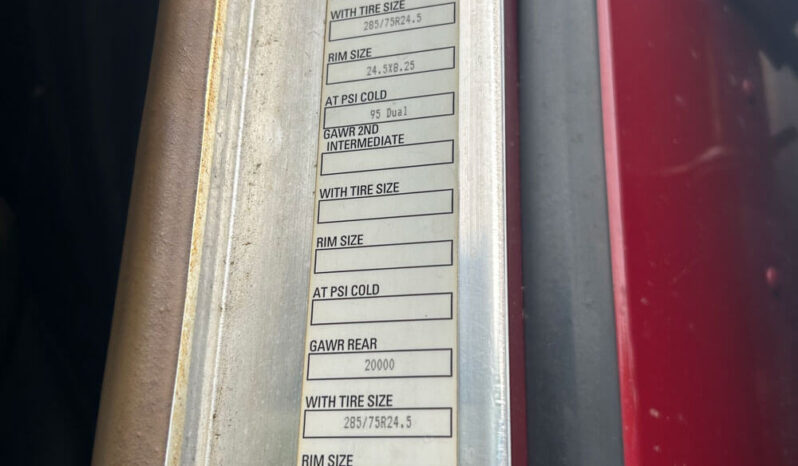 WITH TIRE SIZE
285/75R24.5
RIM SIZE
24.5X8.25
AT PSI COLD
95 Dual
GAWR 2ND
INTERMEDIATE
WITH TIRE SIZE
RIM SIZE
AT PSI COLD
GAWR REAR
20000
WITH TIRE SIZE
285/75R24.5
RIM SIZE